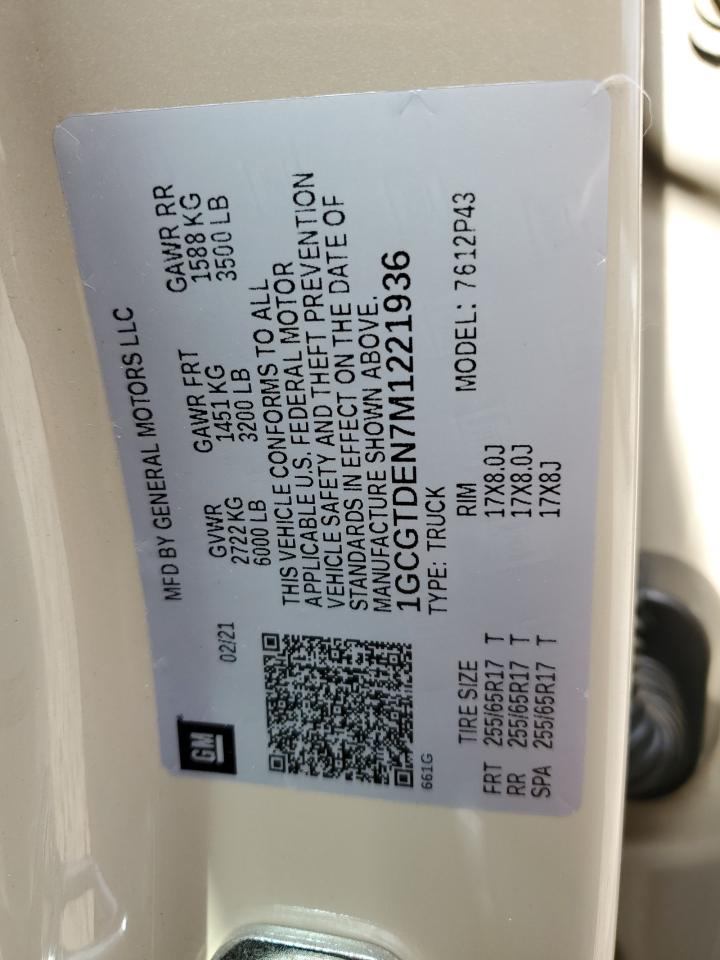 GM
MFD BY GENERAL MOTORS LLC
02/21
GVWR GAWR FRT GAWR RR
2722 KG 1451 KG 1588 KG
6000 LB 3200 LB 3500 LB
THIS VEHICLE CONFORMS TO ALL
APPLICABLE U.S. FEDERAL MOTOR
VEHICLE SAFETY AND THEFT PREVENTION
STANDARDS IN EFFECT ON THE DATE OF
MANUFACTURE SHOWN ABOVE.
1GCGTDEN7M1221936
661G
TYPE: TRUCK MODEL: 7612P43
TIRE SIZE RIM
FRT 255/65R17 T 17X8.0J
RR 255/65R17 T 17X8.0J
SPA 255/65R17 T 17X8J